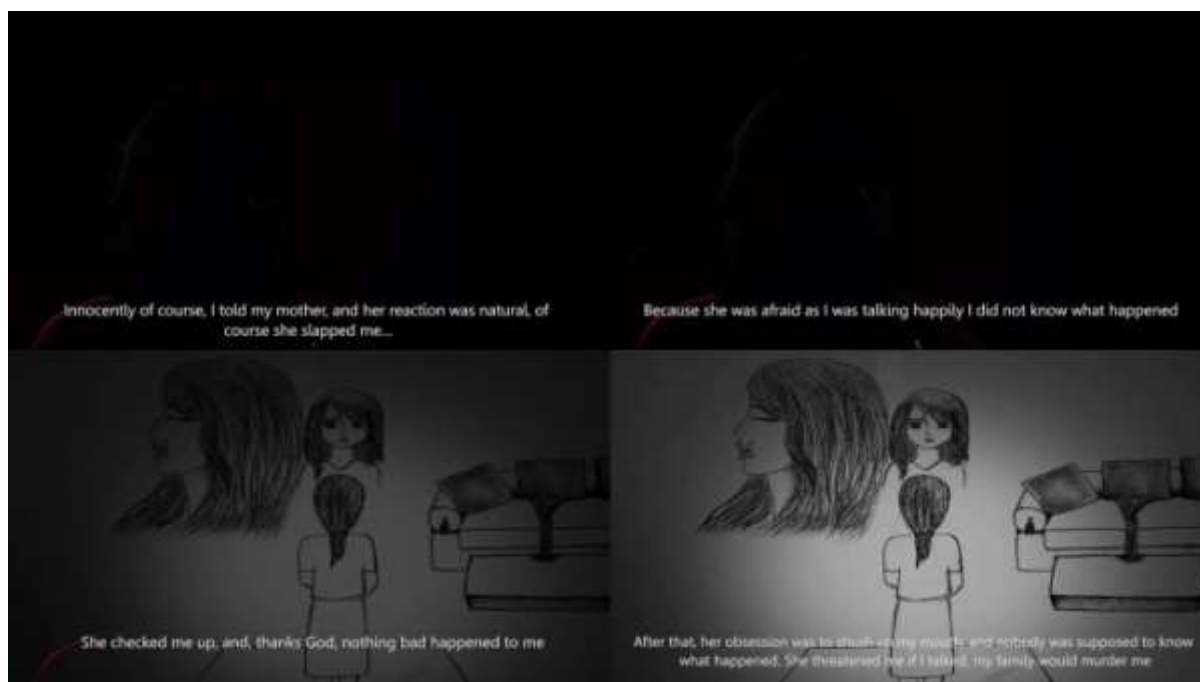 Innocently of course, I told my mother, and her reaction was natural, of
course she slapped me...
Because she was afraid as I was talking happily I did not know what happened
She checked me up, and, thanks God, nothing bad happened to me
After that, her obsession was to shush my mouth and nobody was supposed to know
what happened. She threatened me if I talked, my family would murder me